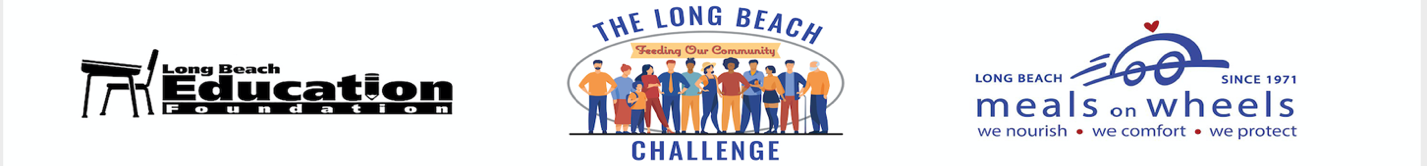 Long Beach
Education
Foundation
THE LONG BEACH
Feeding Our Community
CHALLENGE
LONG BEACH SINCE 1971
meals on wheels
we nourish • we comfort • we protect